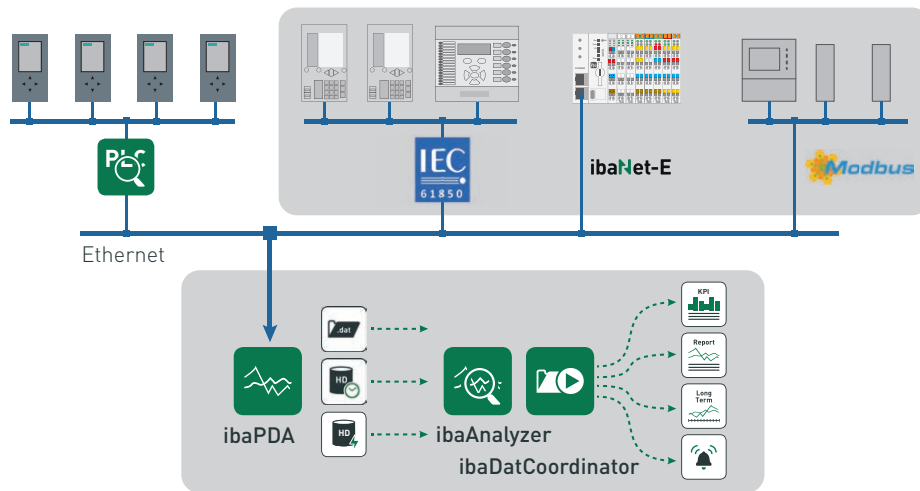 PLC
IEC
61850
ibaNet-E
Modbus
Ethernet
.dat
HD
HD
ibaPDA
ibaAnalyzer
ibaDatCoordinator
KPI
Report
Long
Term